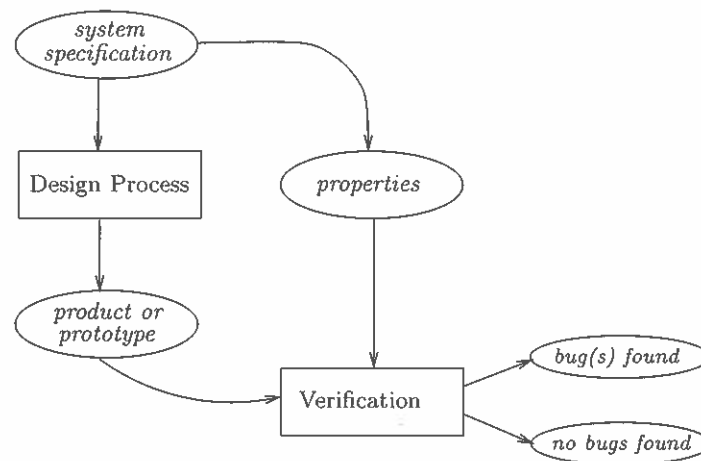 system
specification
Design Process
properties
product or
prototype
bug(s) found
Verification
no bugs found